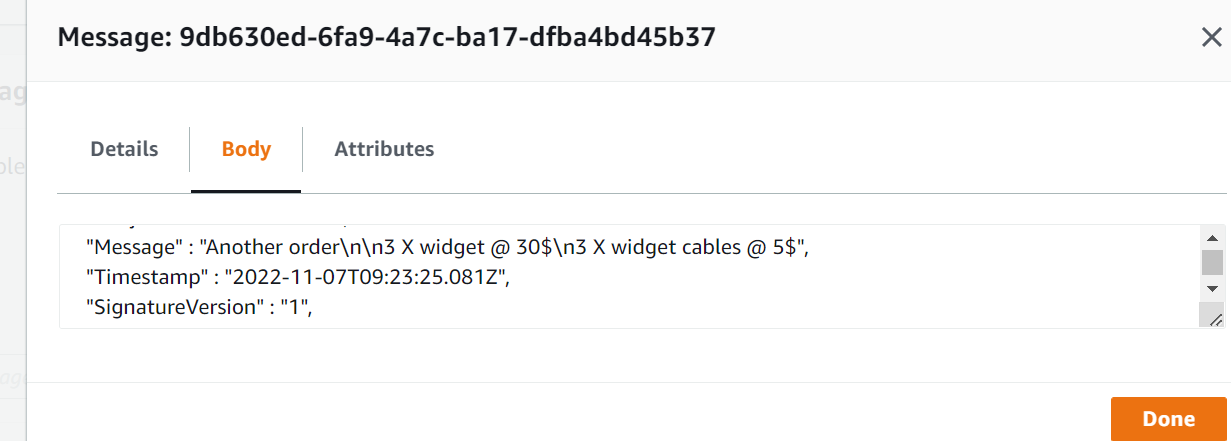 Message: 9db630ed-6fa9-4a7c-ba17-dfba4bd45b37
Details
Body
Attributes
"Message" : "Another order\n\n3 X widget @ 30$\n3 X widget cables @ 5$",
"Timestamp" : "2022-11-07T09:23:25.081Z",
"SignatureVersion" : "1",
Done